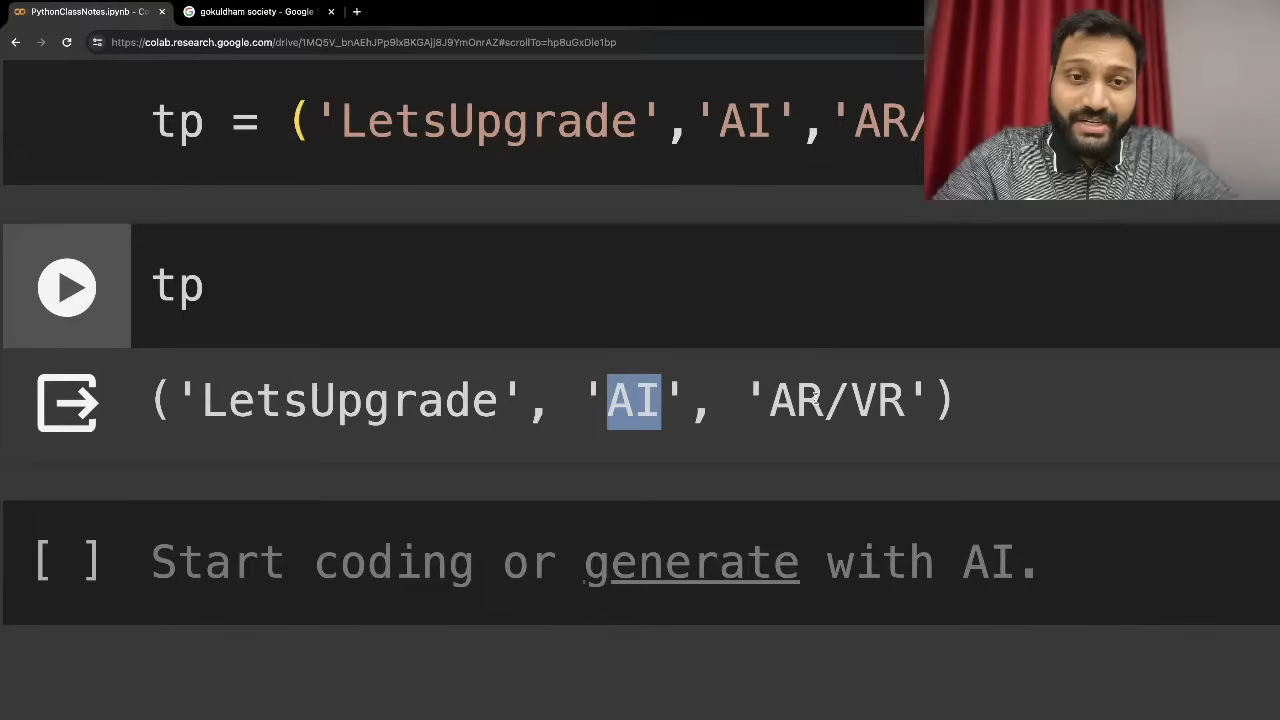 PythonClassNotes.ipynb - Co
gokuldham society - Google S
https://colab.research.google.com/drive/1MQ5V_bnAEhJPp9lxBKGAjj8J9YmOnrAZ#scrollTo=hp8uGxDle1bp
tp = ('LetsUpgrade','AI','AR/
tp
('LetsUpgrade', 'AI', 'AR/VR')
[ ] Start coding or generate with AI.